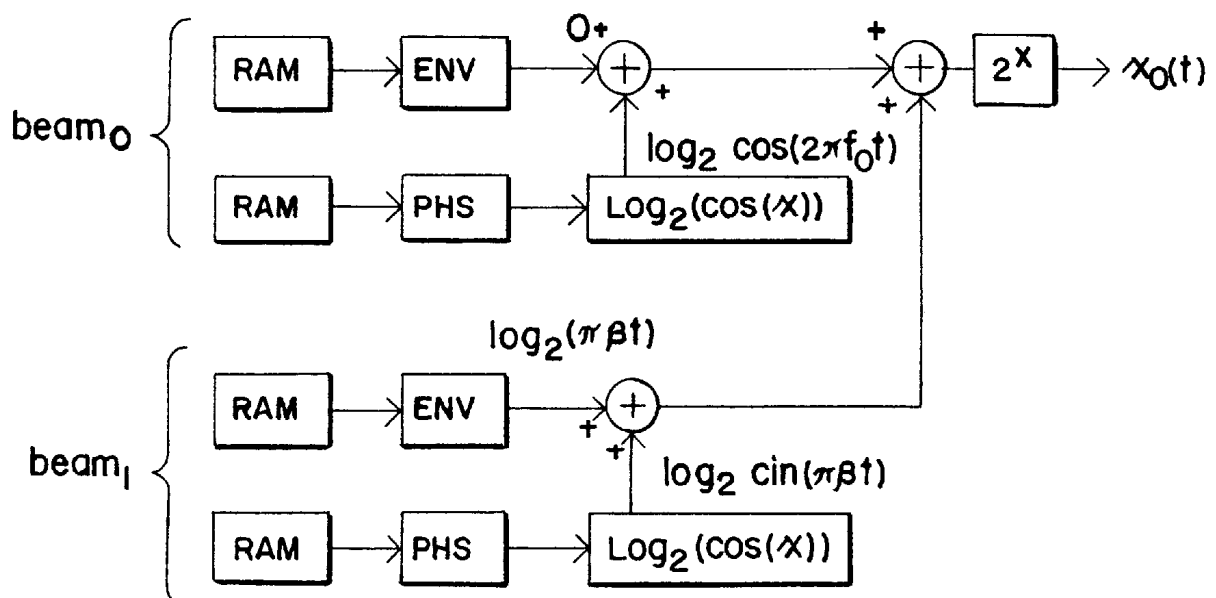 beam₀
RAM
ENV
0+
+
+
+
+
+
2ˣ
x₀(t)
log₂ cos(2πf₀t)
RAM
PHS
Log₂(cos(x))
beam₁
log₂(πβt)
RAM
ENV
+
+
+
log₂ cin(πβt)
RAM
PHS
Log₂(cos(x))